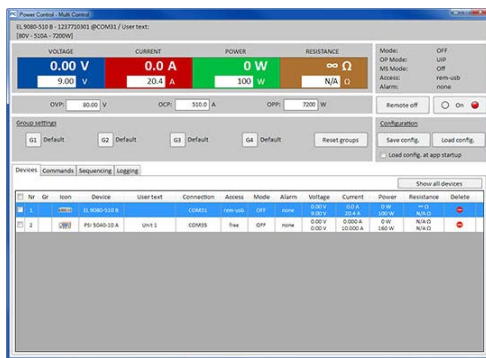 Power Control - Multi Control
EL 9080-510 B - 1237710301 @COM31 / User text:
[80V - 510A - 7200W]
VOLTAGE CURRENT POWER RESISTANCE
0.00 V 0.0 A 0 W ∞ Ω
9.00 V 20.4 A 100 W N/A Ω
Mode: OFF
OP Mode: UIP
MS Mode: Off
Access: rem-usb
Alarm: none
OVP: 80.00 V OCP: 510.0 A OPP: 7200 W
Remote off On
Group settings
G1 Default G2 Default G3 Default G4 Default Reset groups
Configuration
Save config. Load config.
Load config. at app startup
Devices Commands Sequencing Logging
Show all devices
Nr Gr Icon Device User text Connection Access Mode Alarm Voltage Current Power Resistance Delete
1 EL 9080-510 B COM31 rem-usb OFF none 0.00 V 0.0 A 0 W ∞ Ω
9.00 V 20.4 A 100 W N/A Ω
2 PSI 5040-10 A Unit 1 COM35 free OFF none 0.00 V 0.000 A 0 W N/A Ω
0.00 V 10.000 A 160 W N/A Ω